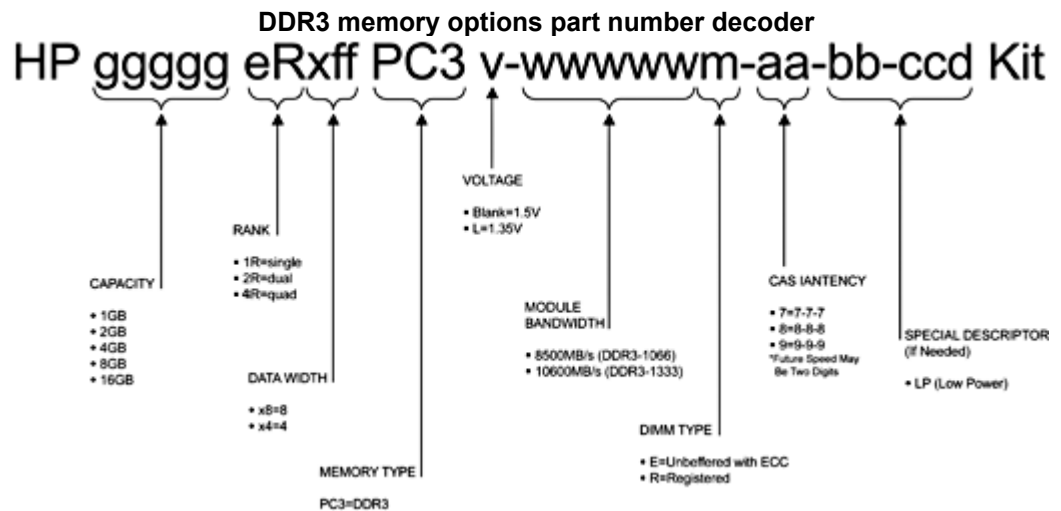 DDR3 memory options part number decoder
HP ggggg eRxff PC3 v-wwwwwm-aa-bb-ccd Kit
VOLTAGE
• Blank=1.5V
• L=1.35V
RANK
• 1R=single
• 2R=dual
• 4R=quad
CAPACITY
• 1GB
• 2GB
• 4GB
• 8GB
• 16GB
CAS IANTENCY
• 7=7-7-7
• 8=8-8-8
• 9=9-9-9
*Future Speed May
Be Two Digits
MODULE
BANDWIDTH
• 8500MB/s (DDR3-1066)
• 10600MB/s (DDR3-1333)
SPECIAL DESCRIPTOR
(If Needed)
• LP (Low Power)
DATA WIDTH
• x8=8
• x4=4
DIMM TYPE
• E=Unbeffered with ECC
• R=Registered
MEMORY TYPE
PC3=DDR3